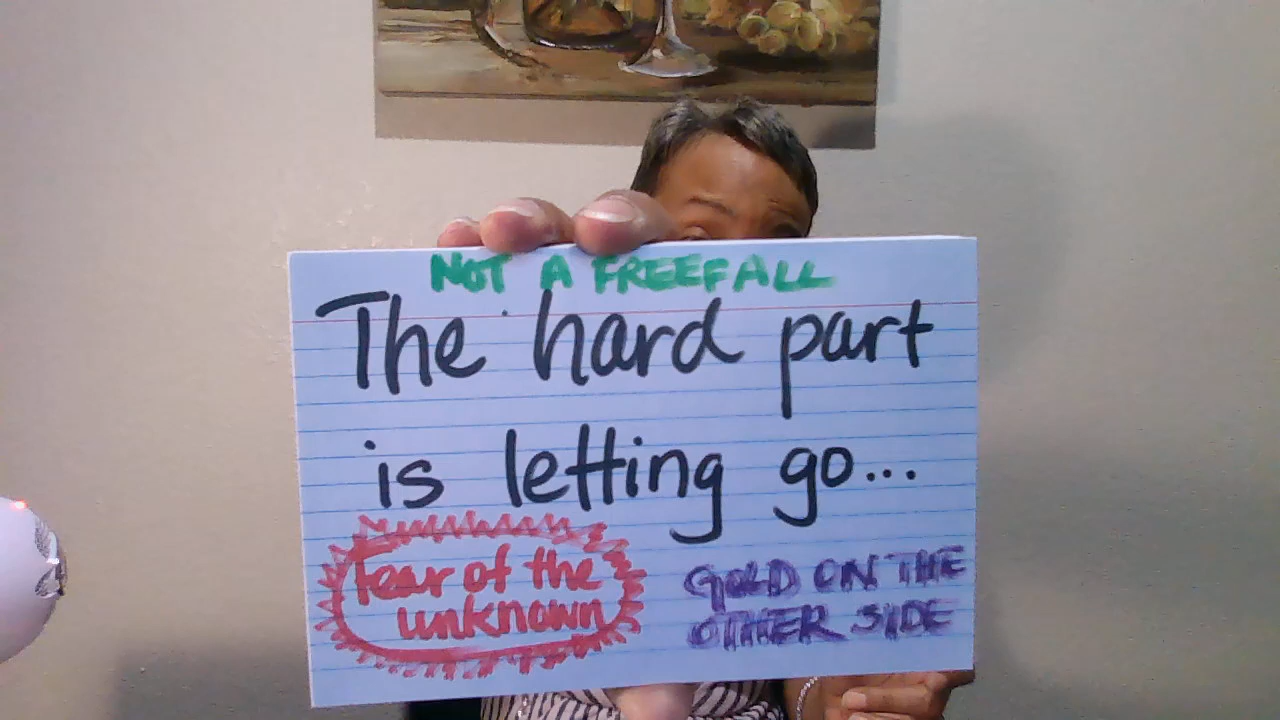 NOT A FREEFALL
The hard part
is letting go...
fear of the
unknown
GOLD ON THE
OTHER SIDE